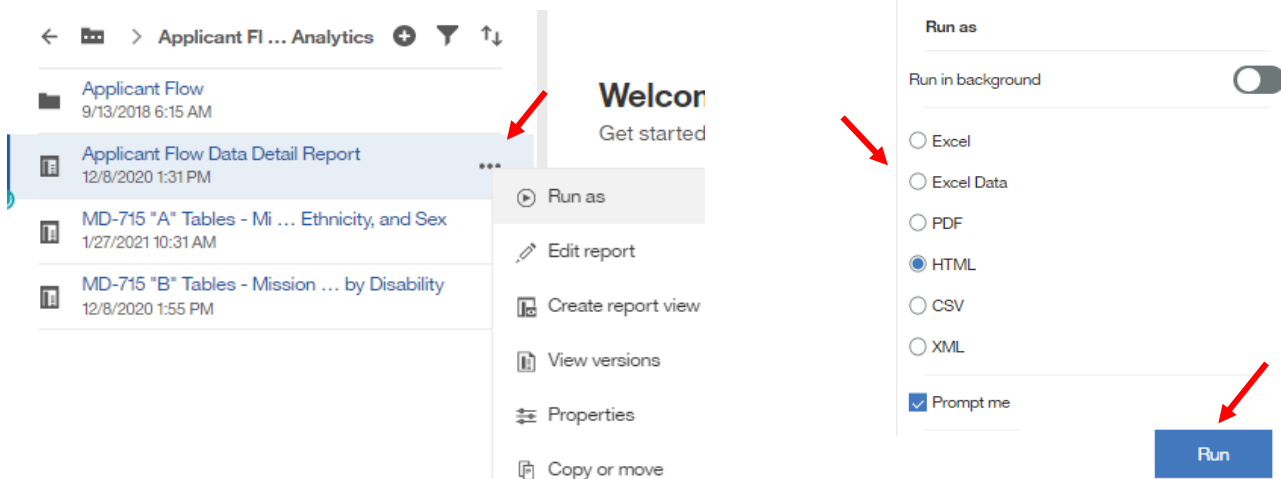 Applicant Fl ... Analytics
Applicant Flow
9/13/2018 6:15 AM
Applicant Flow Data Detail Report
12/8/2020 1:31 PM
MD-715 "A" Tables - Mi ... Ethnicity, and Sex
1/27/2021 10:31 AM
MD-715 "B" Tables - Mission ... by Disability
12/8/2020 1:55 PM
Welcor
Get started
Run as
Edit report
Create report view
View versions
Properties
Copy or move
Run as
Run in background
Excel
Excel Data
PDF
HTML
CSV
XML
Prompt me
Run